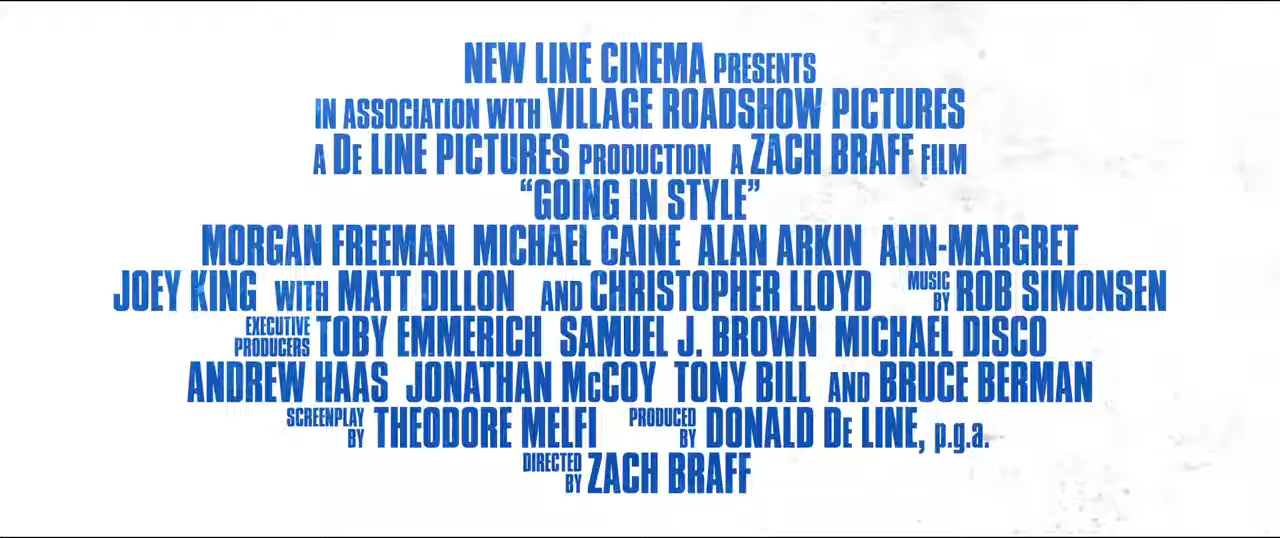 NEW LINE CINEMA PRESENTS
IN ASSOCIATION WITH VILLAGE ROADSHOW PICTURES
A DE LINE PICTURES PRODUCTION A ZACH BRAFF FILM
“GOING IN STYLE”
MORGAN FREEMAN MICHAEL CAINE ALAN ARKIN ANN-MARGRET
JOEY KING WITH MATT DILLON AND CHRISTOPHER LLOYD MUSIC BY ROB SIMONSEN
EXECUTIVE PRODUCERS TOBY EMMERICH SAMUEL J. BROWN MICHAEL DISCO
ANDREW HAAS JONATHAN McCOY TONY BILL AND BRUCE BERMAN
SCREENPLAY BY THEODORE MELFI PRODUCED BY DONALD DE LINE, p.g.a.
DIRECTED BY ZACH BRAFF